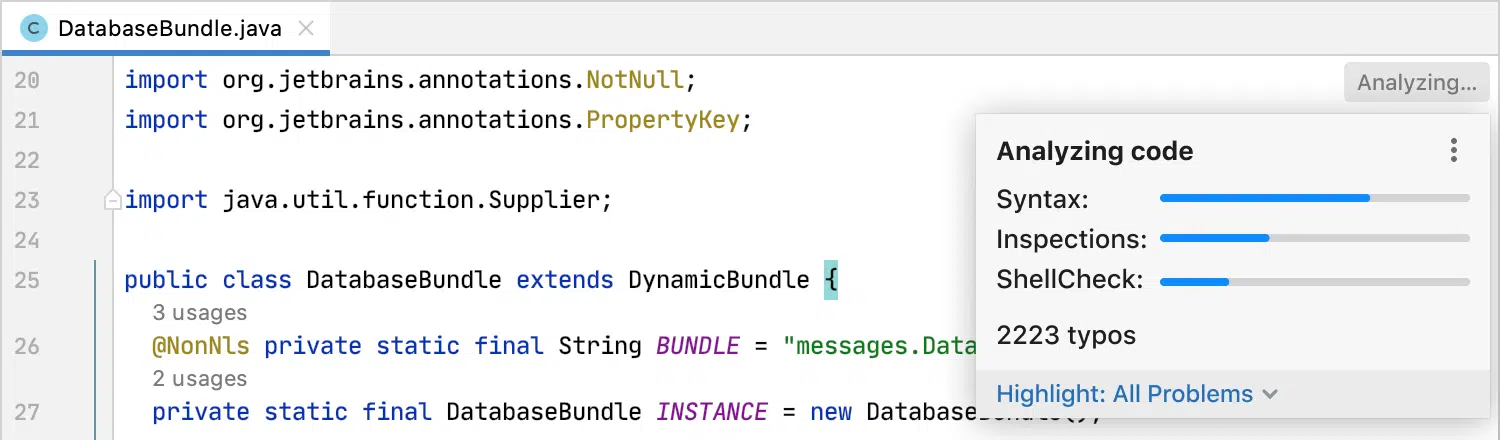 C DatabaseBundle.java
20 import org.jetbrains.annotations.NotNull;
Analyzing...
21 import org.jetbrains.annotations.PropertyKey;
22
23 import java.util.function.Supplier;
24
25 public class DatabaseBundle extends DynamicBundle {
3 usages
26 @NonNls private static final String BUNDLE = "messages.Data
2 usages
27 private static final DatabaseBundle INSTANCE = new
Analyzing code
Syntax:
Inspections:
ShellCheck:
2223 typos
Highlight: All Problems